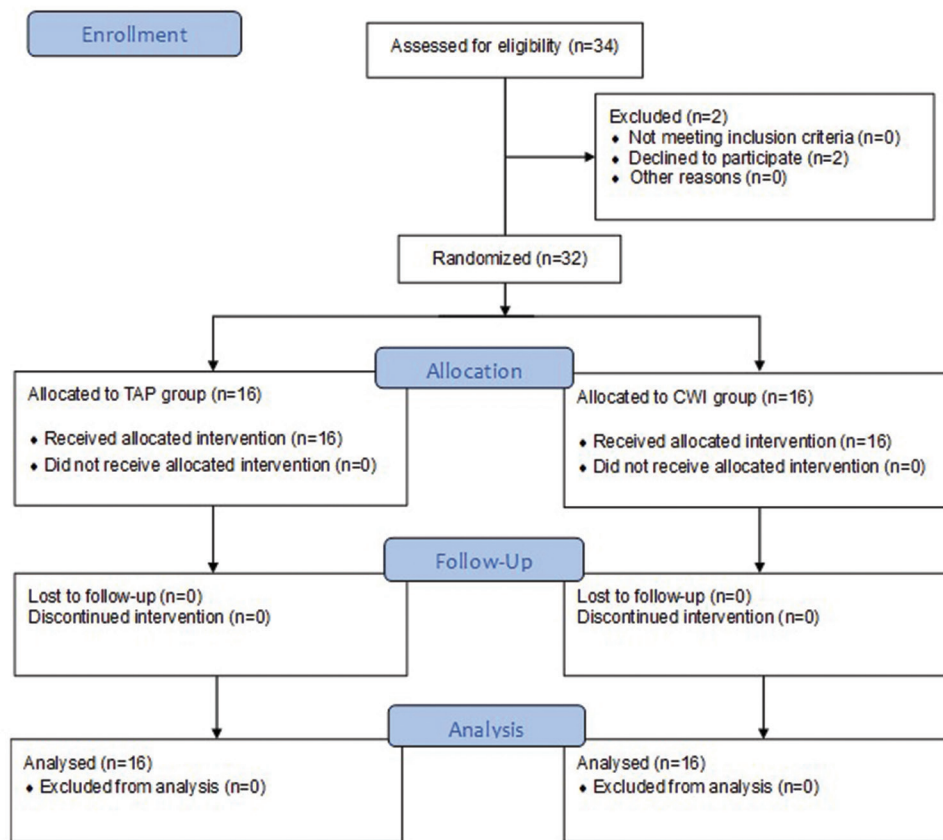 Enrollment
Assessed for eligibility (n=34)
Excluded (n=2)
♦ Not meeting inclusion criteria (n=0)
♦ Declined to participate (n=2)
♦ Other reasons (n=0)
Randomized (n=32)
Allocation
Allocated to TAP group (n=16)
♦ Received allocated intervention (n=16)
♦ Did not receive allocated intervention (n=0)
Allocated to CWI group (n=16)
♦ Received allocated intervention (n=16)
♦ Did not receive allocated intervention (n=0)
Follow-Up
Lost to follow-up (n=0)
Discontinued intervention (n=0)
Lost to follow-up (n=0)
Discontinued intervention (n=0)
Analysis
Analysed (n=16)
♦ Excluded from analysis (n=0)
Analysed (n=16)
♦ Excluded from analysis (n=0)